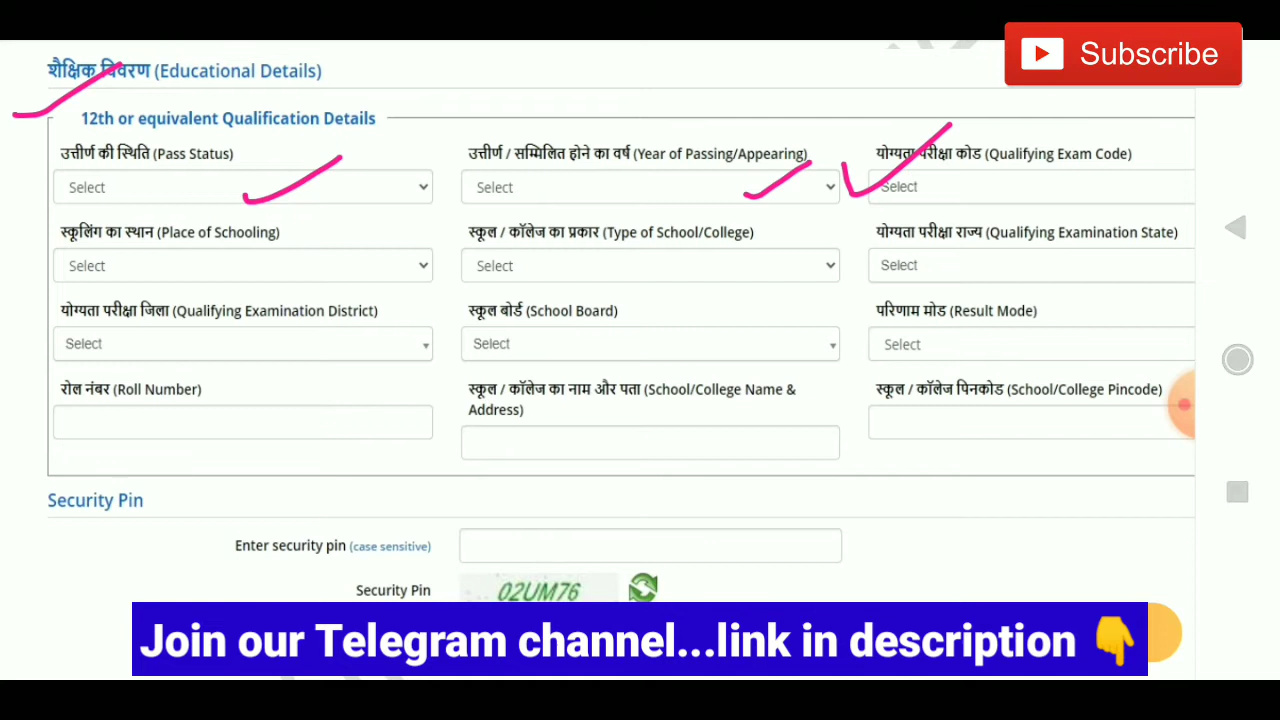 Subscribe
शैक्षिक विवरण (Educational Details)
12th or equivalent Qualification Details
उत्तीर्ण की स्थिति (Pass Status)
उत्तीर्ण / सम्मिलित होने का वर्ष (Year of Passing/Appearing)
योग्यता परीक्षा कोड (Qualifying Exam Code)
Select
Select
Select
स्कूलिंग का स्थान (Place of Schooling)
स्कूल / कॉलेज का प्रकार (Type of School/College)
योग्यता परीक्षा राज्य (Qualifying Examination State)
Select
Select
Select
योग्यता परीक्षा जिला (Qualifying Examination District)
स्कूल बोर्ड (School Board)
परिणाम मोड (Result Mode)
Select
Select
Select
रोल नंबर (Roll Number)
स्कूल / कॉलेज का नाम और पता (School/College Name &
Address)
स्कूल / कॉलेज पिनकोड (School/College Pincode)
Security Pin
Enter security pin (case sensitive)
Security Pin
02UM76
Join our Telegram channel...link in description 👇